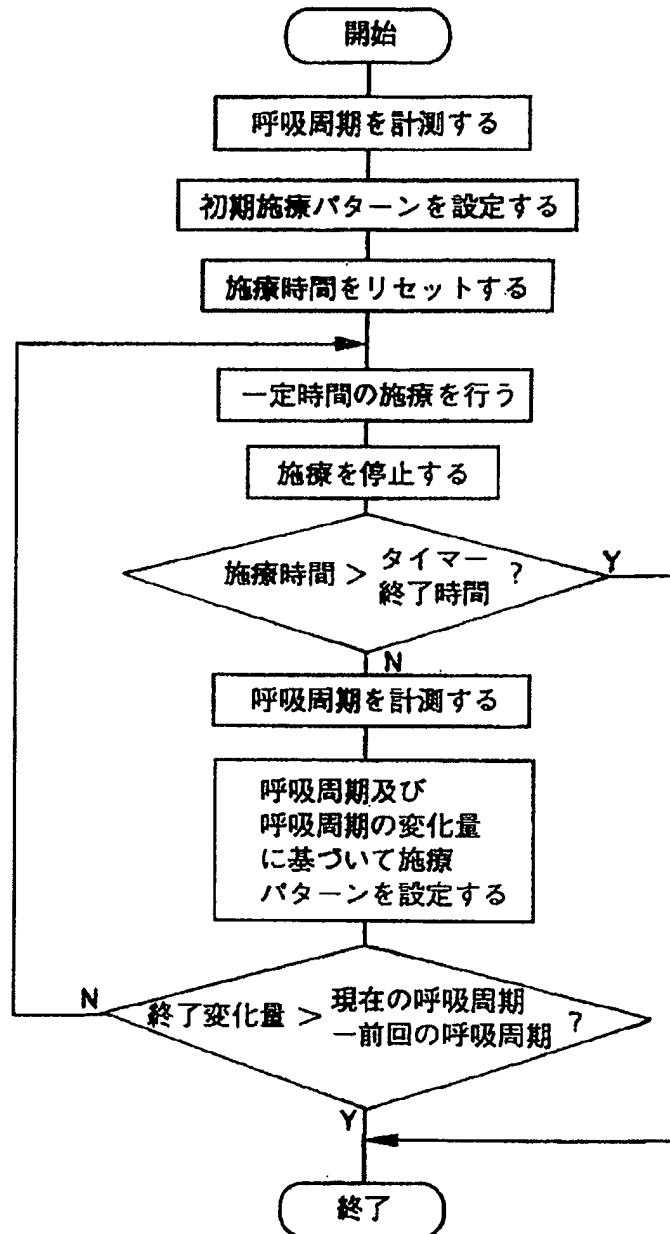 開始
呼吸周期を計測する
初期施療パターンを設定する
施療時間をリセットする
一定時間の施療を行う
施療を停止する
施療時間 > タイマー
終了時間 ?
Y
N
呼吸周期を計測する
呼吸周期及び
呼吸周期の変化量
に基づいて施療
パターンを設定する
N
終了変化量 > 現在の呼吸周期
−前回の呼吸周期 ?
Y
終了